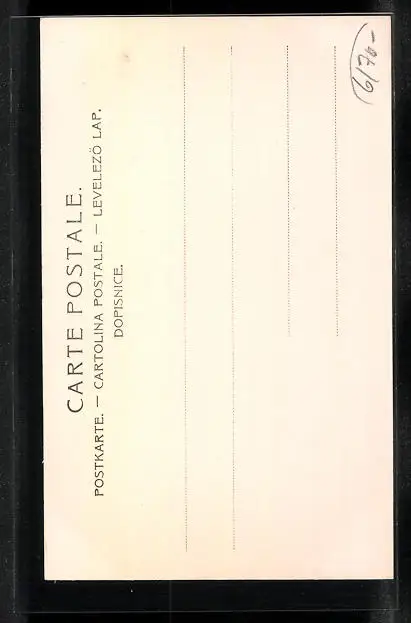 CARTE POSTALE.
POSTKARTE. — CARTOLINA POSTALE. — LEVELEZŐ LAP.
DOPISNICE.
6/70-